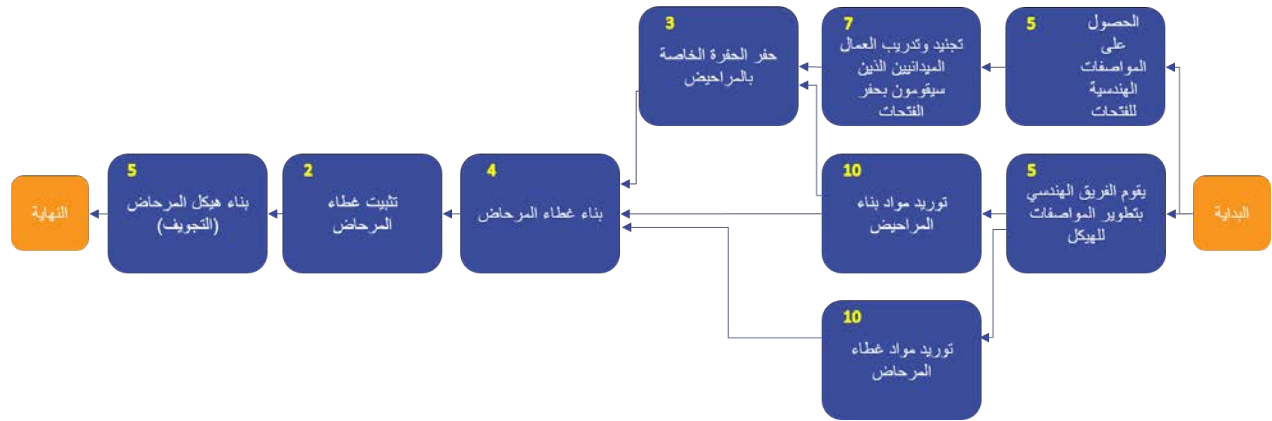 البداية
5
الحصول
على
المواصفات
الهندسية
للفتحات
7
تجنيد وتدريب العمال
الميدانيين الذين
سيقومون بحفر
الفتحات
3
حفر الحفرة الخاصة
بالمراحيض
5
يقوم الفريق الهندسي
بتطوير المواصفات
للهيكل
10
توريد مواد بناء
المراحيض
10
توريد مواد غطاء
المرحاض
4
بناء غطاء المرحاض
2
تثبيت غطاء
المرحاض
5
بناء هيكل المرحاض
(التجويف)
النهاية